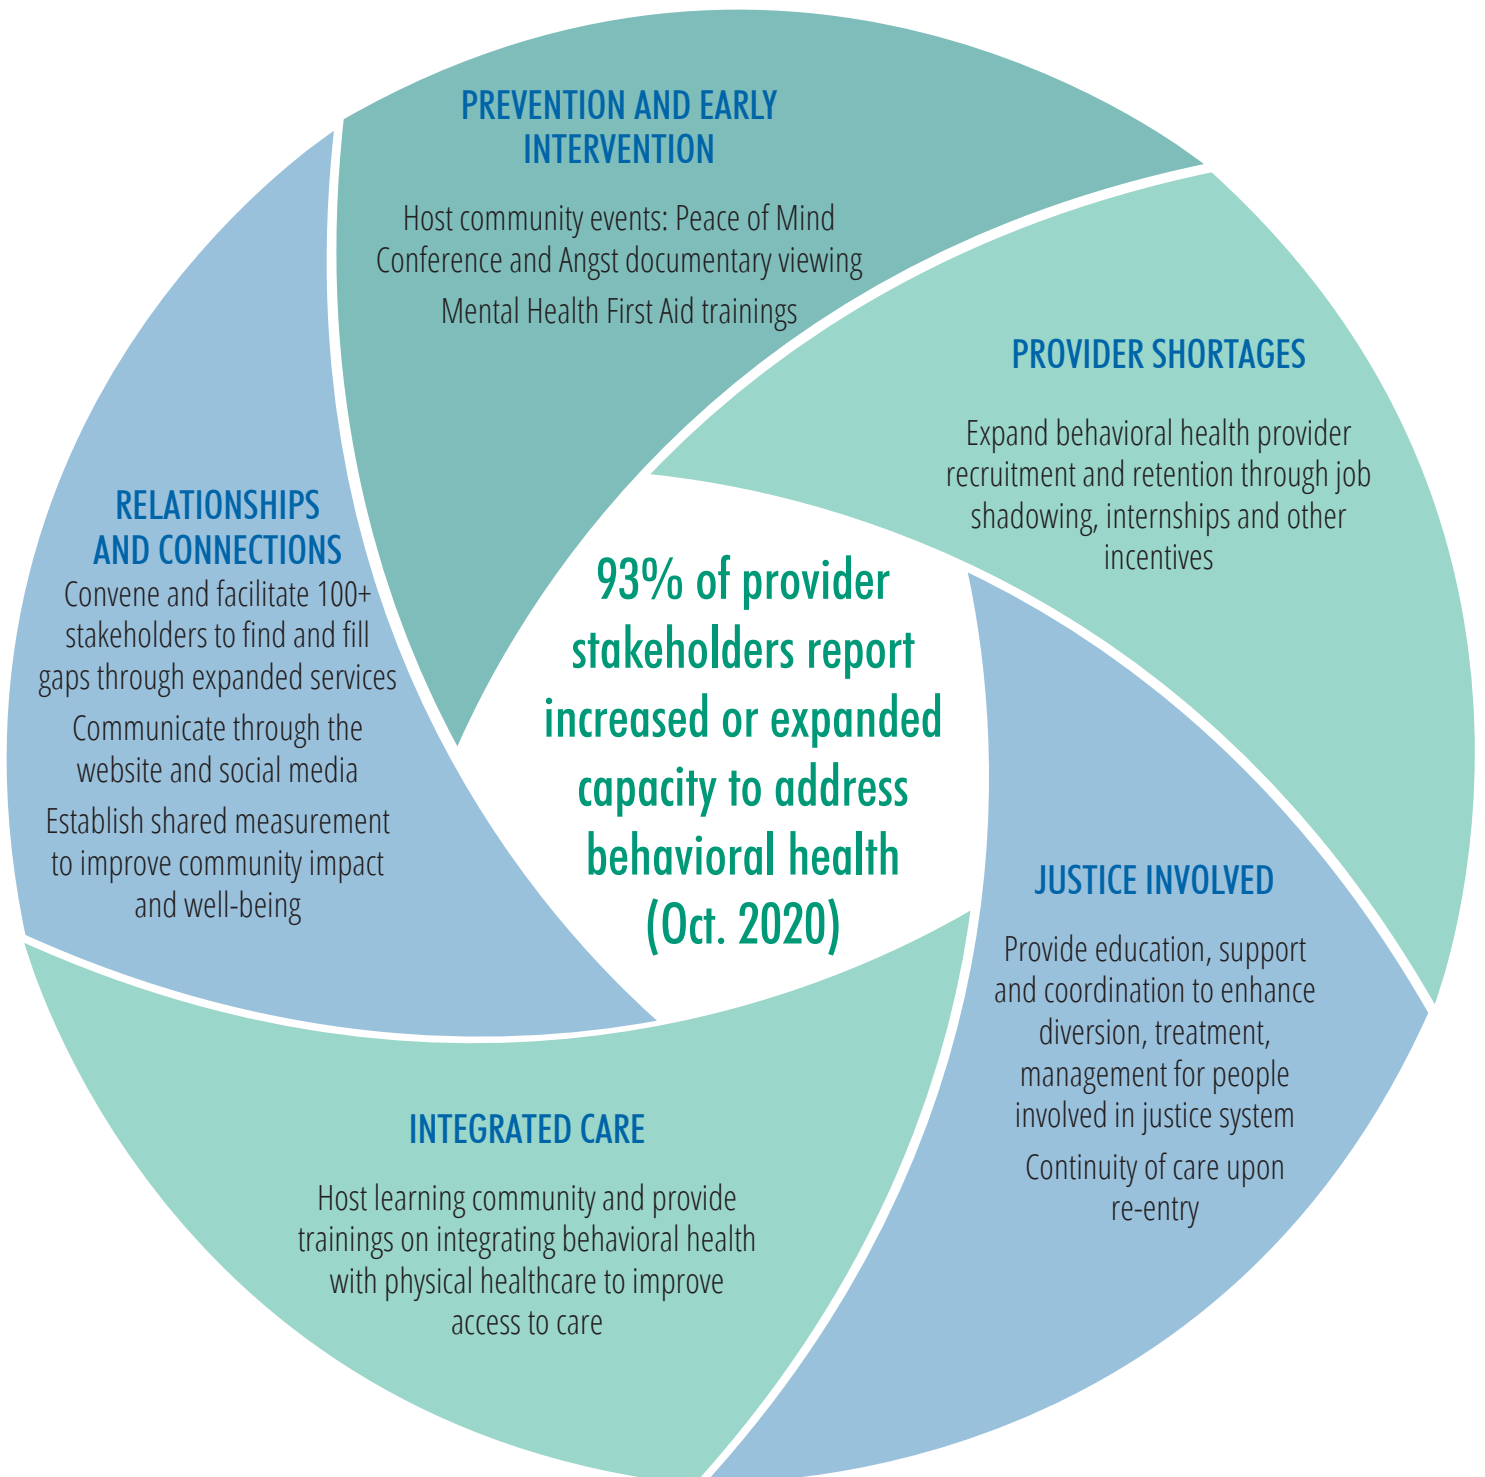 PREVENTION AND EARLY
INTERVENTION
Host community events: Peace of Mind
Conference and Angst documentary viewing
Mental Health First Aid trainings
PROVIDER SHORTAGES
Expand behavioral health provider
recruitment and retention through job
shadowing, internships and other
incentives
JUSTICE INVOLVED
Provide education, support
and coordination to enhance
diversion, treatment,
management for people
involved in justice system
Continuity of care upon
re-entry
INTEGRATED CARE
Host learning community and provide
trainings on integrating behavioral health
with physical healthcare to improve
access to care
RELATIONSHIPS
AND CONNECTIONS
Convene and facilitate 100+
stakeholders to find and fill
gaps through expanded services
Communicate through the
website and social media
Establish shared measurement
to improve community impact
and well-being
93% of provider
stakeholders report
increased or expanded
capacity to address
behavioral health
(Oct. 2020)